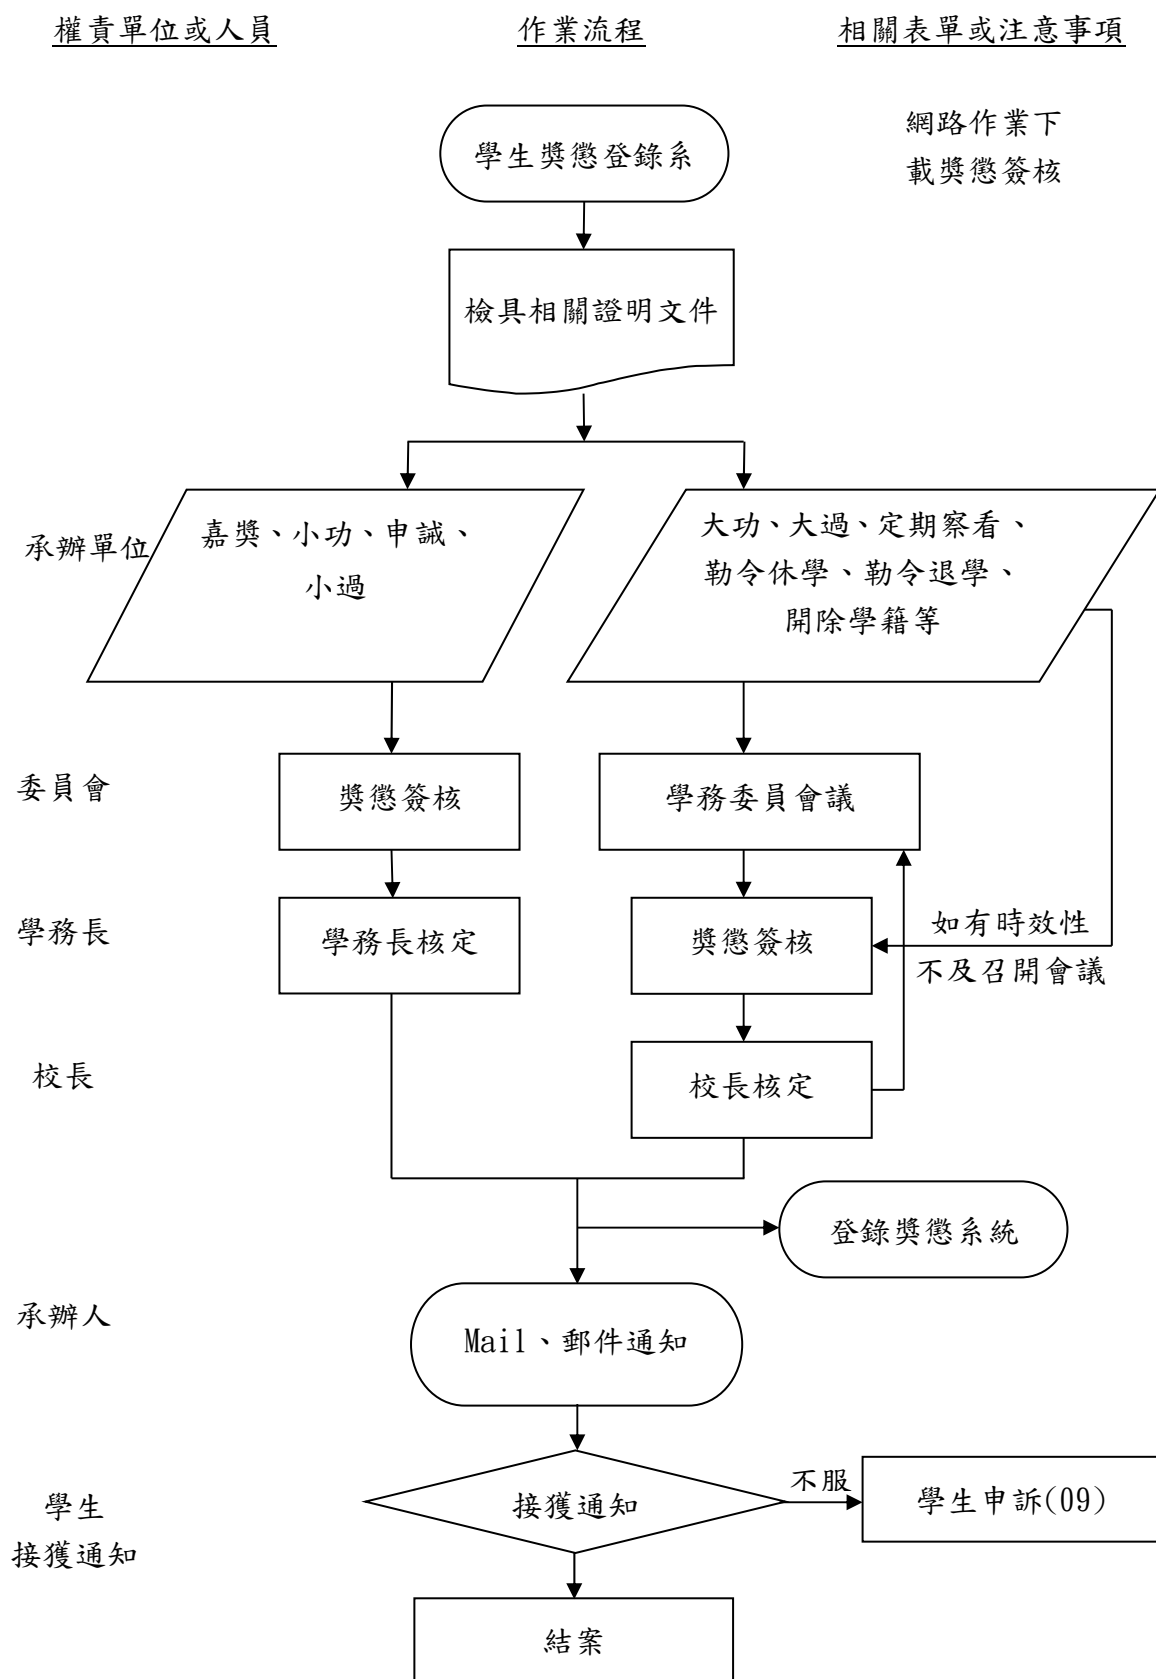 權責單位或人員
作業流程
相關表單或注意事項
網路作業下
載獎懲簽核
學生獎懲登錄系
檢具相關證明文件
承辦單位
嘉獎、小功、申誡、
小過
大功、大過、定期察看、
勒令休學、勒令退學、
開除學籍等
委員會
獎懲簽核
學務委員會議
學務長
學務長核定
獎懲簽核
如有時效性
不及召開會議
校長
校長核定
登錄獎懲系統
承辦人
Mail、郵件通知
學生
接獲通知
接獲通知
不服
學生申訴(09)
結案